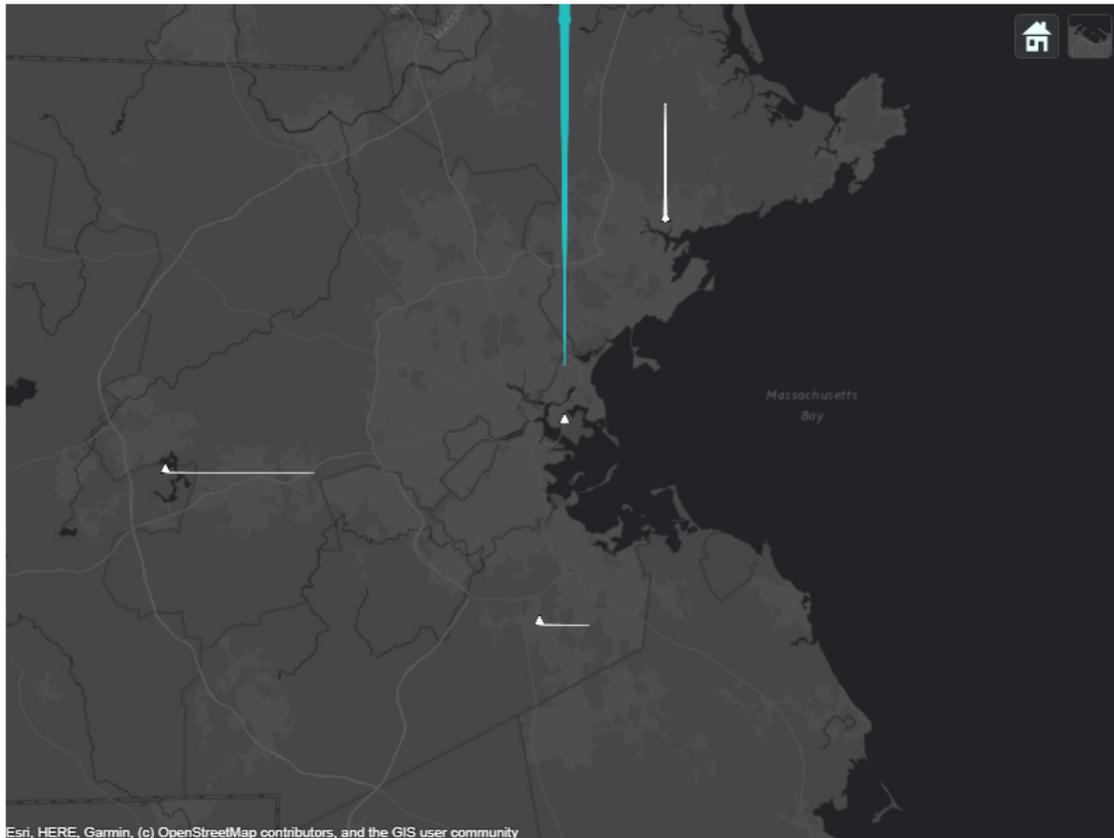 Massachusetts
Bay
Esri, HERE, Garmin, (c) OpenStreetMap contributors, and the GIS user community